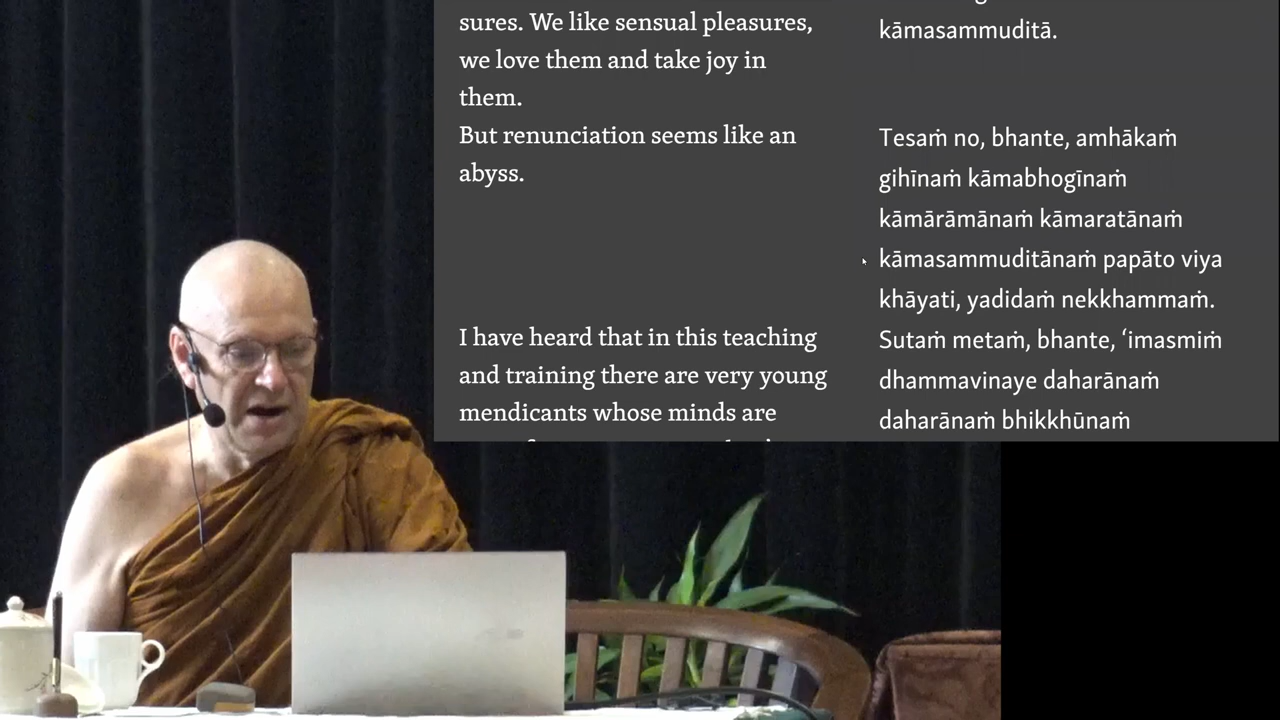 sures. We like sensual pleasures,
we love them and take joy in
them.
But renunciation seems like an
abyss.
I have heard that in this teaching
and training there are very young
mendicants whose minds are
kāmasammuditā.
Tesaṁ no, bhante, amhākaṁ
gihīnaṁ kāmabhogīnaṁ
kāmārāmānaṁ kāmaratānaṁ
kāmasammuditānaṁ papāto viya
khāyati, yadidaṁ nekkhammaṁ.
Sutaṁ metaṁ, bhante, ‘imasmiṁ
dhammavinaye daharānaṁ
daharānaṁ bhikkhūnaṁ